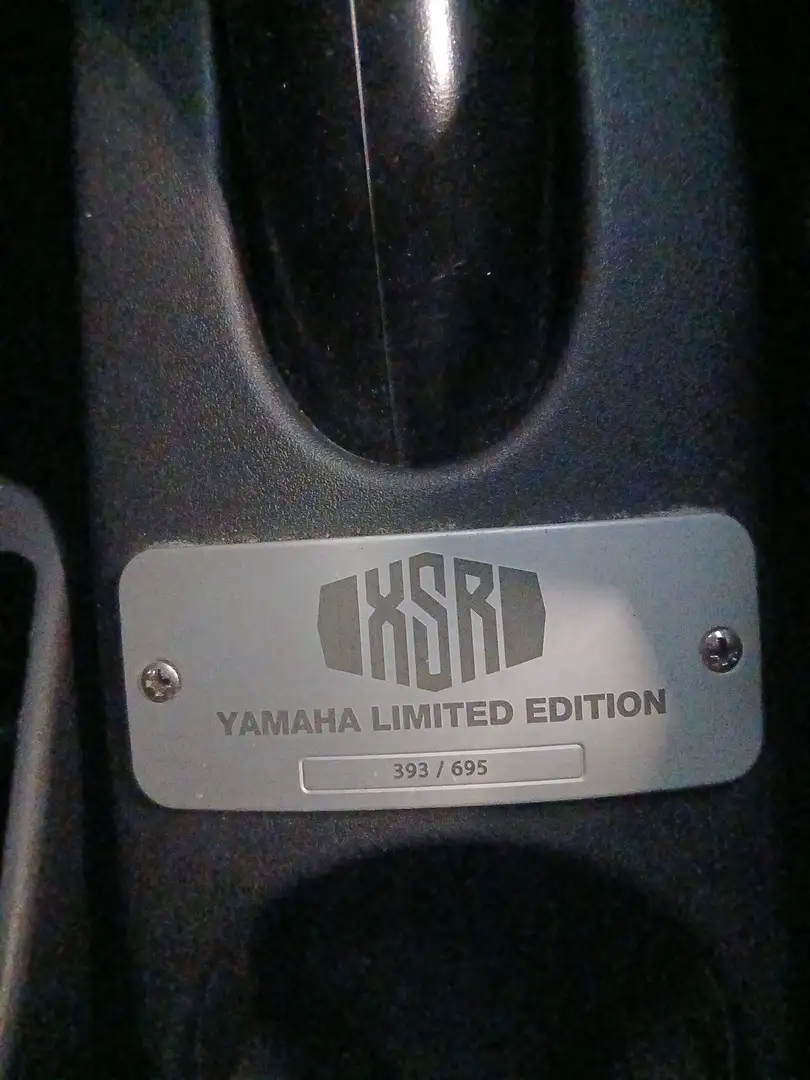 XSR
YAMAHA LIMITED EDITION
393 / 695